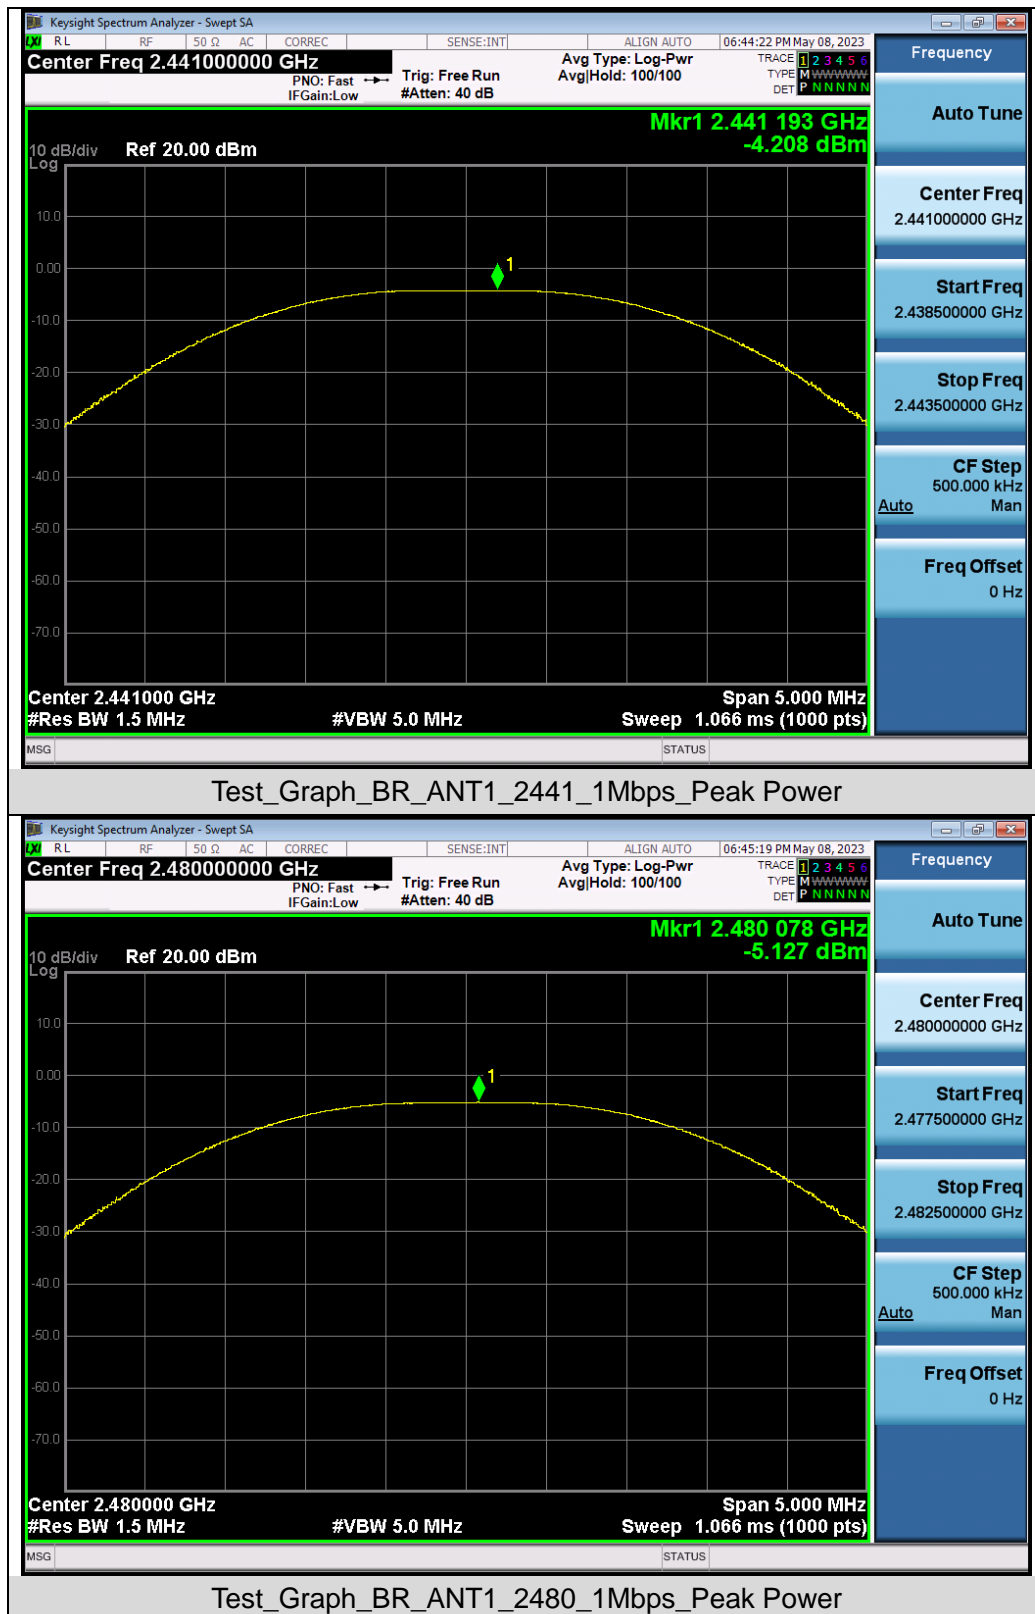 Keysight Spectrum Analyzer - Swept SA
LXI RL RF 50 Ω AC CORREC SENSE:INT ALIGN AUTO 06:44:22 PM May 08, 2023
Center Freq 2.441000000 GHz
PNO: Fast
IFGain:Low
Trig: Free Run
#Atten: 40 dB
Avg Type: Log-Pwr
Avg|Hold: 100/100
TRACE 1 2 3 4 5 6
TYPE M WWWWW
DET P N N N N N
Mkr1 2.441 193 GHz
-4.208 dBm
10 dB/div Ref 20.00 dBm
Log
10.0
0.00
1
-10.0
-20.0
-30.0
-40.0
-50.0
-60.0
-70.0
Center 2.441000 GHz Span 5.000 MHz
#Res BW 1.5 MHz #VBW 5.0 MHz Sweep 1.066 ms (1000 pts)
MSG STATUS
Frequency
Auto Tune
Center Freq
2.441000000 GHz
Start Freq
2.438500000 GHz
Stop Freq
2.443500000 GHz
CF Step
500.000 kHz
Auto Man
Freq Offset
0 Hz
Test_Graph_BR_ANT1_2441_1Mbps_Peak Power
Keysight Spectrum Analyzer - Swept SA
LXI RL RF 50 Ω AC CORREC SENSE:INT ALIGN AUTO 06:45:19 PM May 08, 2023
Center Freq 2.480000000 GHz
PNO: Fast
IFGain:Low
Trig: Free Run
#Atten: 40 dB
Avg Type: Log-Pwr
Avg|Hold: 100/100
TRACE 1 2 3 4 5 6
TYPE M WWWWW
DET P N N N N N
Mkr1 2.480 078 GHz
-5.127 dBm
10 dB/div Ref 20.00 dBm
Log
10.0
0.00
1
-10.0
-20.0
-30.0
-40.0
-50.0
-60.0
-70.0
Center 2.480000 GHz Span 5.000 MHz
#Res BW 1.5 MHz #VBW 5.0 MHz Sweep 1.066 ms (1000 pts)
MSG STATUS
Frequency
Auto Tune
Center Freq
2.480000000 GHz
Start Freq
2.477500000 GHz
Stop Freq
2.482500000 GHz
CF Step
500.000 kHz
Auto Man
Freq Offset
0 Hz
Test_Graph_BR_ANT1_2480_1Mbps_Peak Power